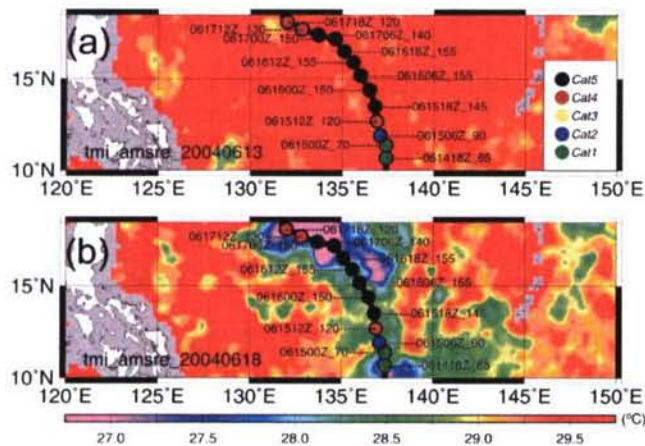 (a)
061718Z_120
061712Z_130
061706Z_140
061700Z_150
061618Z_155
061612Z_155
061606Z_155
061600Z_150
061518Z_145
061512Z_120
061506Z_90
061500Z_70
061418Z_65
tmi_amsre_20040613
Cat5
Cat4
Cat3
Cat2
Cat1
15°N
10°N
120°E 125°E 130°E 135°E 140°E 145°E 150°E
(b)
061718Z_120
061706Z_140
061618Z_155
061612Z_155
061606Z_155
061600Z_150
061518Z_145
061512Z_120
061506Z_90
061500Z_70
061418Z_65
tmi_amsre_20040618
15°N
10°N
120°E 125°E 130°E 135°E 140°E 145°E 150°E
27.0 27.5 28.0 28.5 29.0 29.5 (°C)